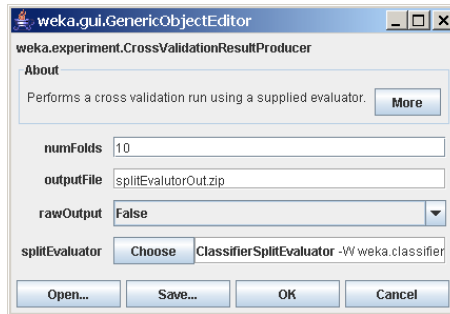 weka.gui.GenericObjectEditor
weka.experiment.CrossValidationResultProducer
About
Performs a cross validation run using a supplied evaluator.
More
numFolds 10
outputFile splitEvalutorOut.zip
rawOutput False
splitEvaluator Choose ClassifierSplitEvaluator -W weka.classifier
Open... Save... OK Cancel